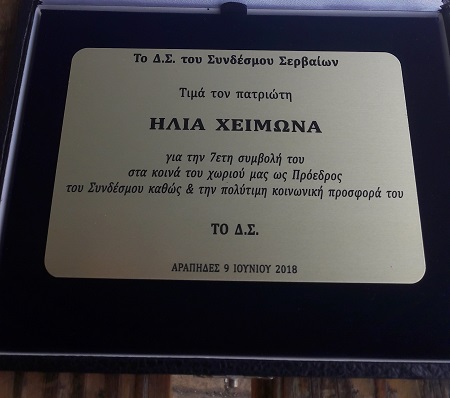 Το Δ.Σ. του Συνδέσμου Σερβαίων
Τιμά τον πατριώτη
ΗΛΙΑ ΧΕΙΜΩΝΑ
για την 7ετη συμβολή του
στα κοινά του χωριού μας ως Πρόεδρος
του Συνδέσμου καθώς & την πολύτιμη κοινωνική προσφορά του
ΤΟ Δ.Σ.
ΑΡΑΠΗΔΕΣ 9 ΙΟΥΝΙΟΥ 2018